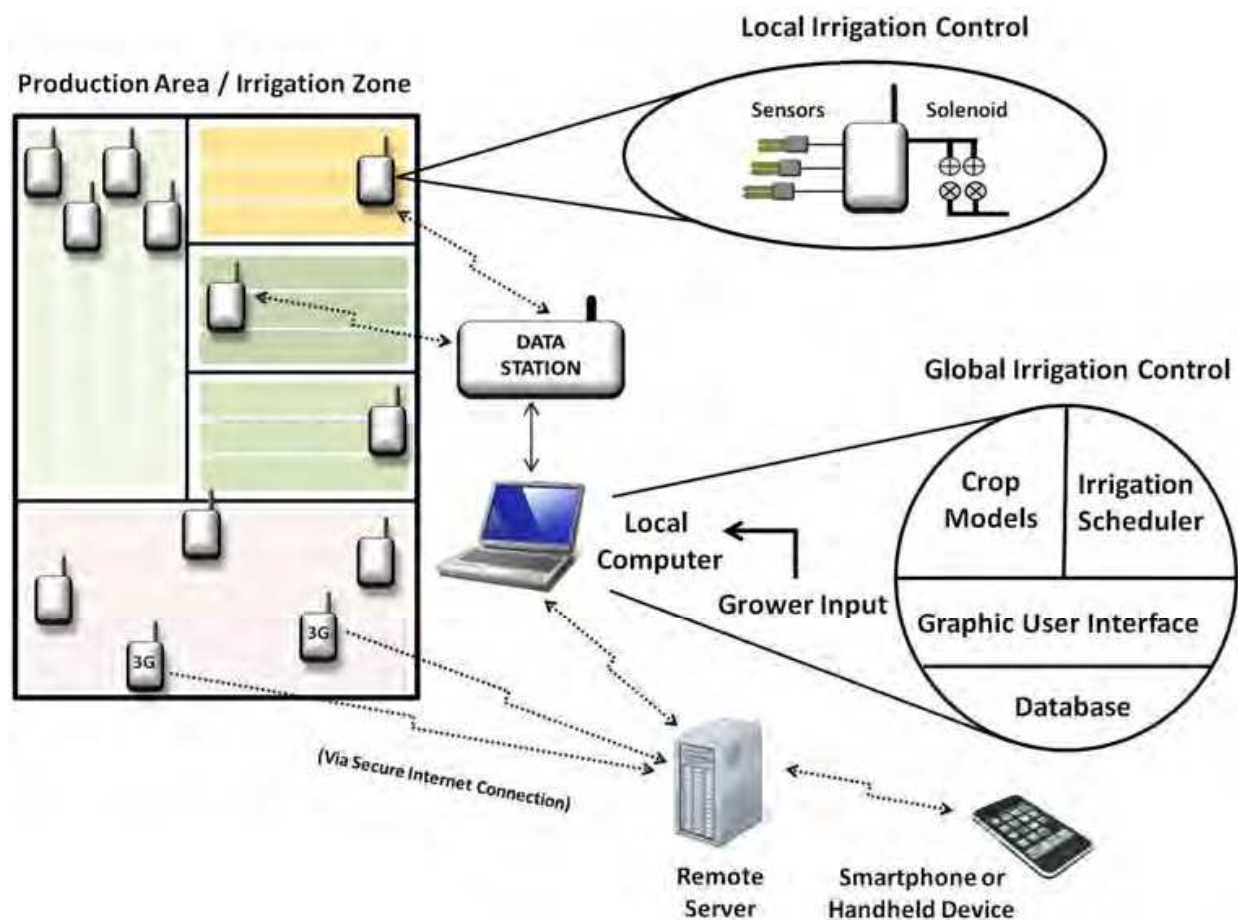 Local Irrigation Control
Production Area / Irrigation Zone
Sensors
Solenoid
DATA
STATION
Global Irrigation Control
Crop
Models
Irrigation
Scheduler
Local
Computer
Grower Input
Graphic User Interface
Database
3G
3G
(Via Secure Internet Connection)
Remote
Server
Smartphone or
Handheld Device